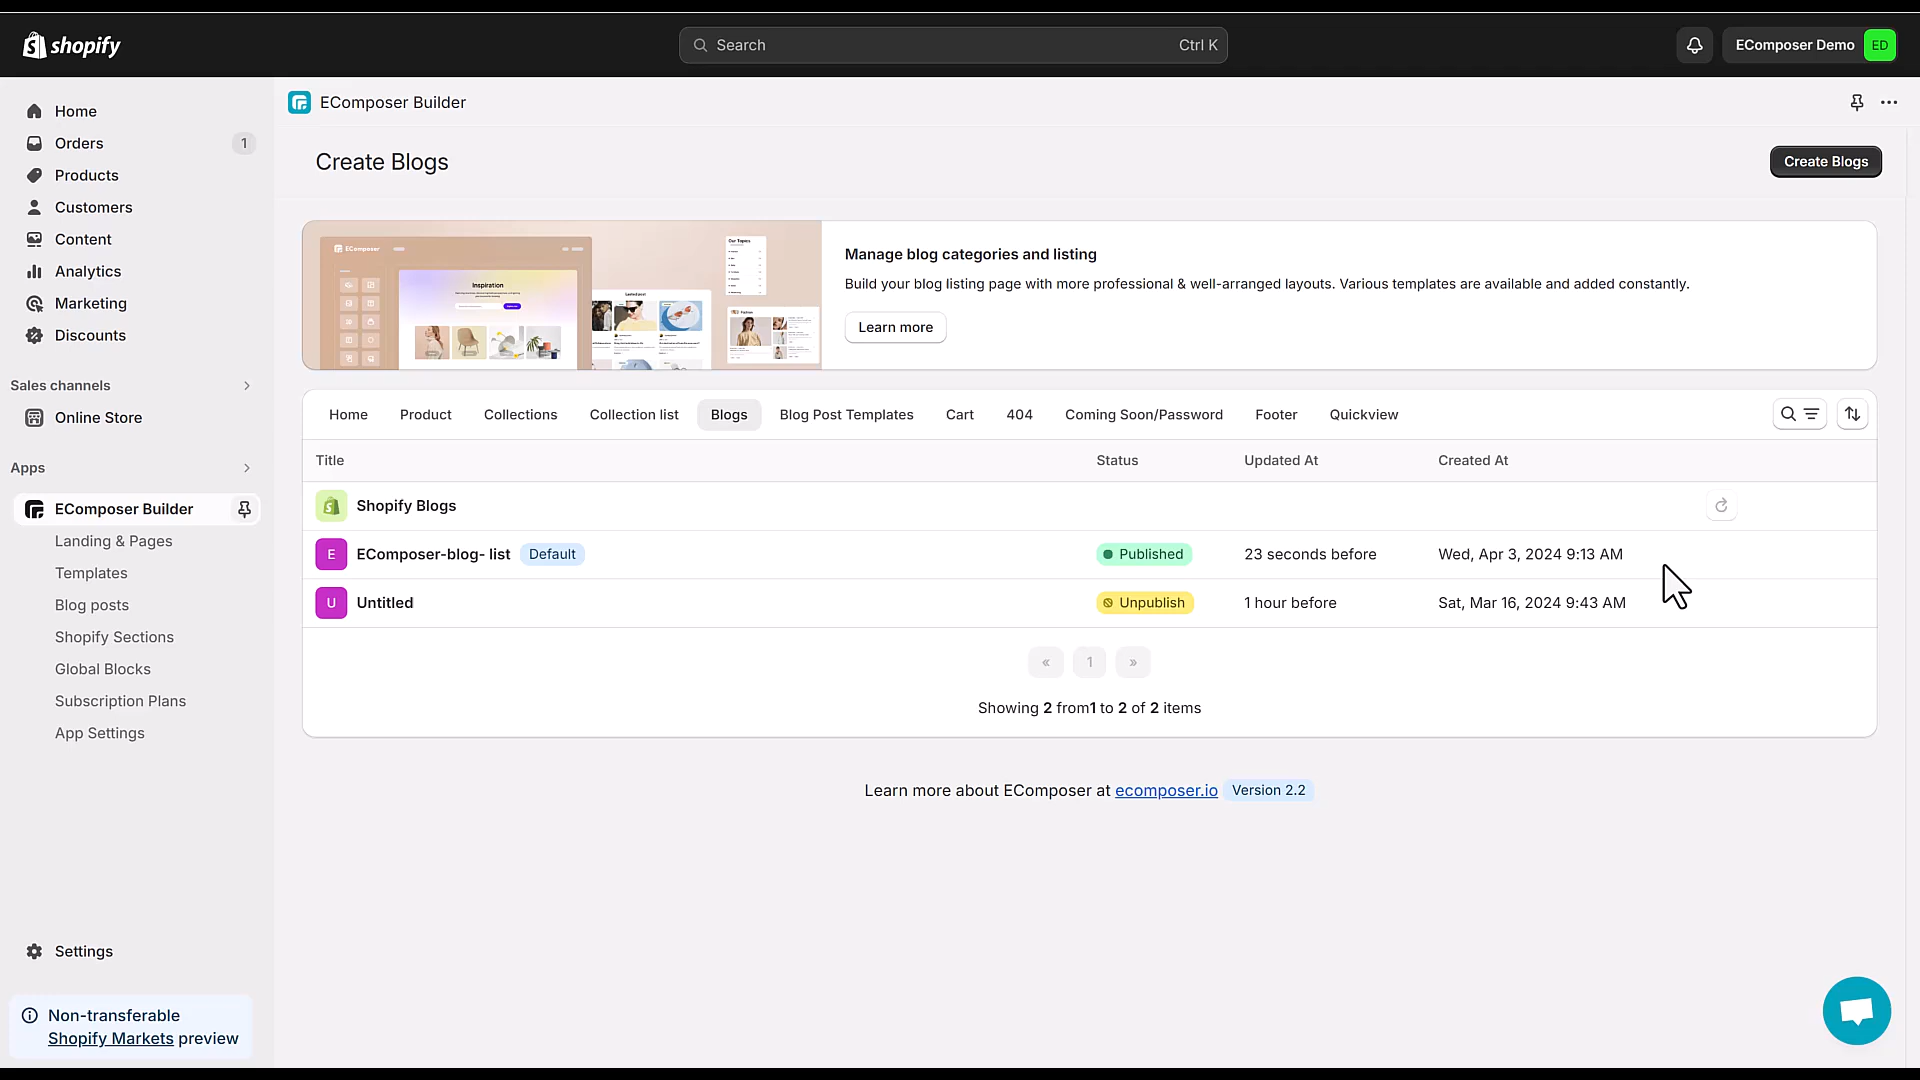 shopify
Search
Ctrl K
EComposer Demo
ED
Home
Orders
1
Products
Customers
Content
Analytics
Marketing
Discounts
Sales channels
Online Store
Apps
EComposer Builder
Landing & Pages
Templates
Blog posts
Shopify Sections
Global Blocks
Subscription Plans
App Settings
Settings
Non-transferable
Shopify Markets preview
EComposer Builder
Create Blogs
Create Blogs
EComposer
Inspiration
Our Topics
Manage blog categories and listing
Build your blog listing page with more professional & well-arranged layouts. Various templates are available and added constantly.
Learn more
Home Product Collections Collection list Blogs Blog Post Templates Cart 404 Coming Soon/Password Footer Quickview
Title Status Updated At Created At
Shopify Blogs
E EComposer-blog- list Default Published 23 seconds before Wed, Apr 3, 2024 9:13 AM
U Untitled Unpublish 1 hour before Sat, Mar 16, 2024 9:43 AM
« 1 »
Showing 2 from1 to 2 of 2 items
Learn more about EComposer at ecomposer.io Version 2.2